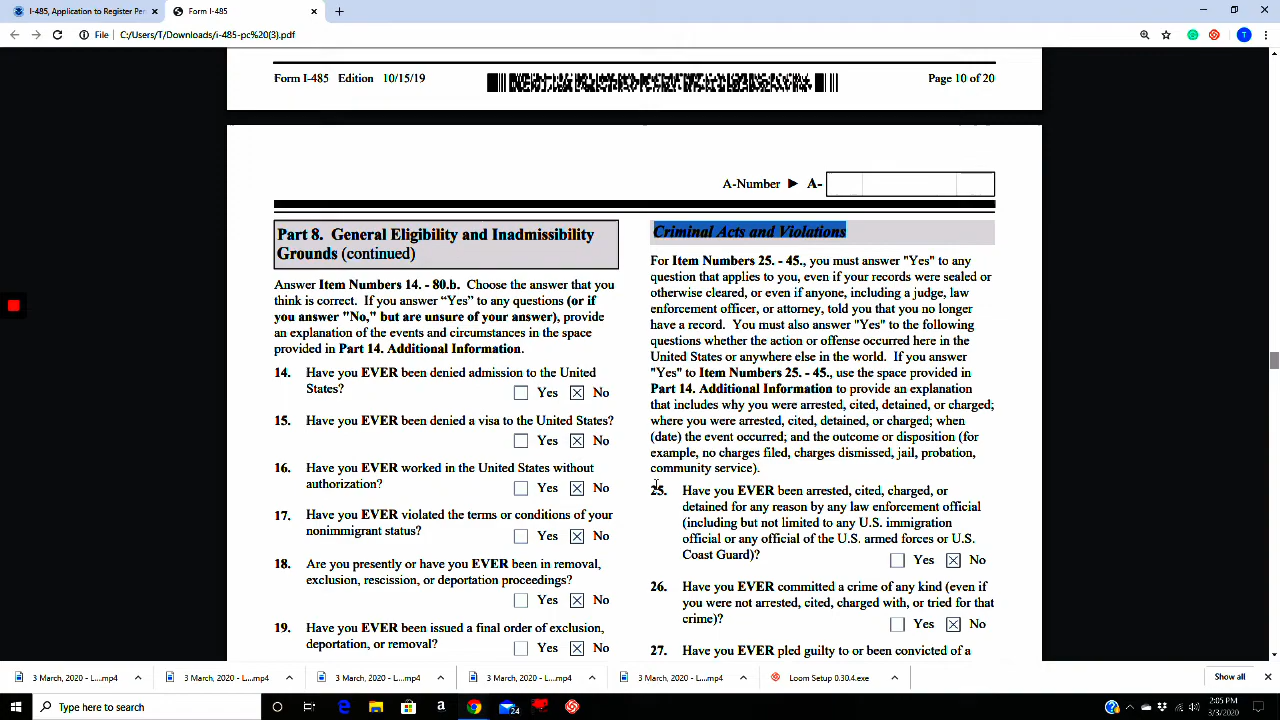 I-485, Application to Register Per
Form I-485
File
C:/Users/T/Downloads/i-485-pc%20(3).pdf
T
Form I-485 Edition 10/15/19
Page 10 of 20
A-Number ► A-
Part 8. General Eligibility and Inadmissibility
Grounds (continued)
Answer Item Numbers 14. - 80.b. Choose the answer that you
think is correct. If you answer “Yes” to any questions (or if
you answer "No," but are unsure of your answer), provide
an explanation of the events and circumstances in the space
provided in Part 14. Additional Information.
14. Have you EVER been denied admission to the United
States?
Yes No
15. Have you EVER been denied a visa to the United States?
Yes No
16. Have you EVER worked in the United States without
authorization?
Yes No
17. Have you EVER violated the terms or conditions of your
nonimmigrant status?
Yes No
18. Are you presently or have you EVER been in removal,
exclusion, rescission, or deportation proceedings?
Yes No
19. Have you EVER been issued a final order of exclusion,
deportation, or removal?
Yes No
Criminal Acts and Violations
For Item Numbers 25. - 45., you must answer "Yes" to any
question that applies to you, even if your records were sealed or
otherwise cleared, or even if anyone, including a judge, law
enforcement officer, or attorney, told you that you no longer
have a record. You must also answer "Yes" to the following
questions whether the action or offense occurred here in the
United States or anywhere else in the world. If you answer
"Yes" to Item Numbers 25. - 45., use the space provided in
Part 14. Additional Information to provide an explanation
that includes why you were arrested, cited, detained, or charged;
where you were arrested, cited, detained, or charged; when
(date) the event occurred; and the outcome or disposition (for
example, no charges filed, charges dismissed, jail, probation,
community service).
25. Have you EVER been arrested, cited, charged, or
detained for any reason by any law enforcement official
(including but not limited to any U.S. immigration
official or any official of the U.S. armed forces or U.S.
Coast Guard)?
Yes No
26. Have you EVER committed a crime of any kind (even if
you were not arrested, cited, charged with, or tried for that
crime)?
Yes No
27. Have you EVER pled guilty to or been convicted of a
3 March, 2020 - L....mp4
3 March, 2020 - L....mp4
3 March, 2020 - L....mp4
3 March, 2020 - L....mp4
3 March, 2020 - L....mp4
Loom Setup 0.30.4.exe
Show all
Type here to search
24
2:05 PM
3/3/2020